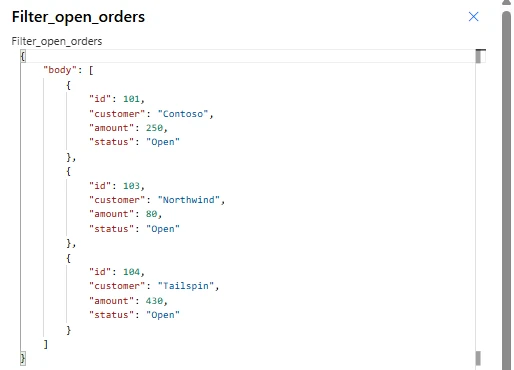 Filter_open_orders
Filter_open_orders
{
    "body": [
        {
            "id": 101,
            "customer": "Contoso",
            "amount": 250,
            "status": "Open"
        },
        {
            "id": 103,
            "customer": "Northwind",
            "amount": 80,
            "status": "Open"
        },
        {
            "id": 104,
            "customer": "Tailspin",
            "amount": 430,
            "status": "Open"
        }
    ]
}